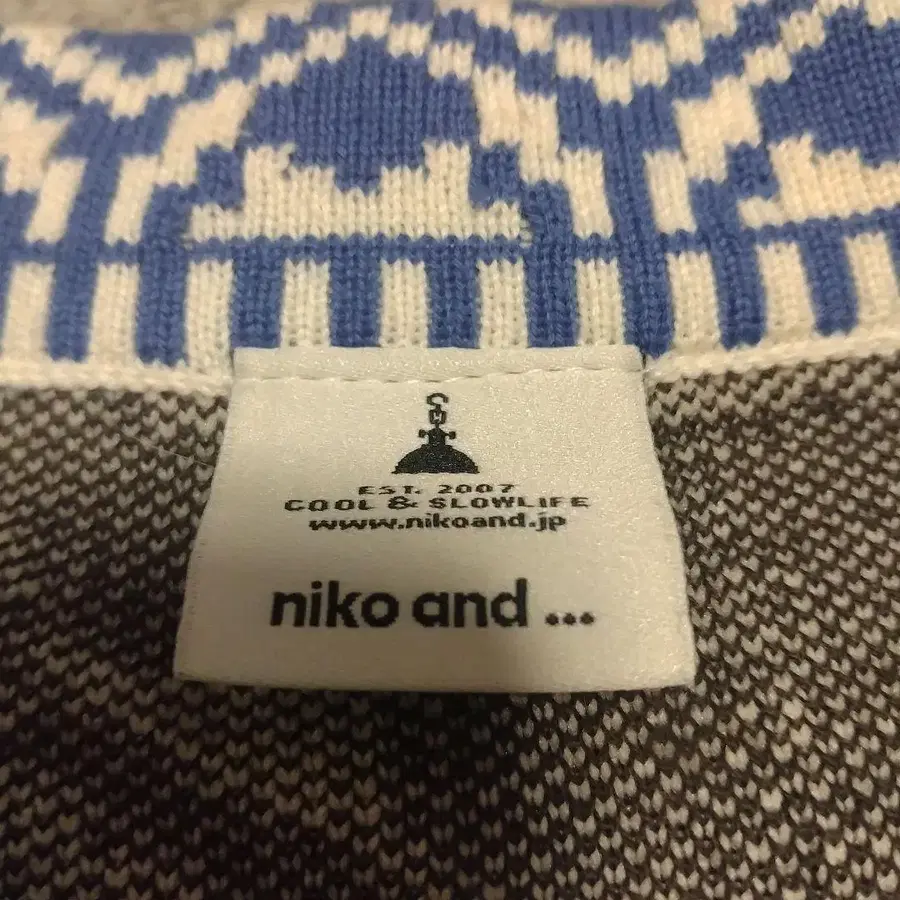 EST. 2007
COOL & SLOWLIFE
www.nikoand.jp
niko and ...